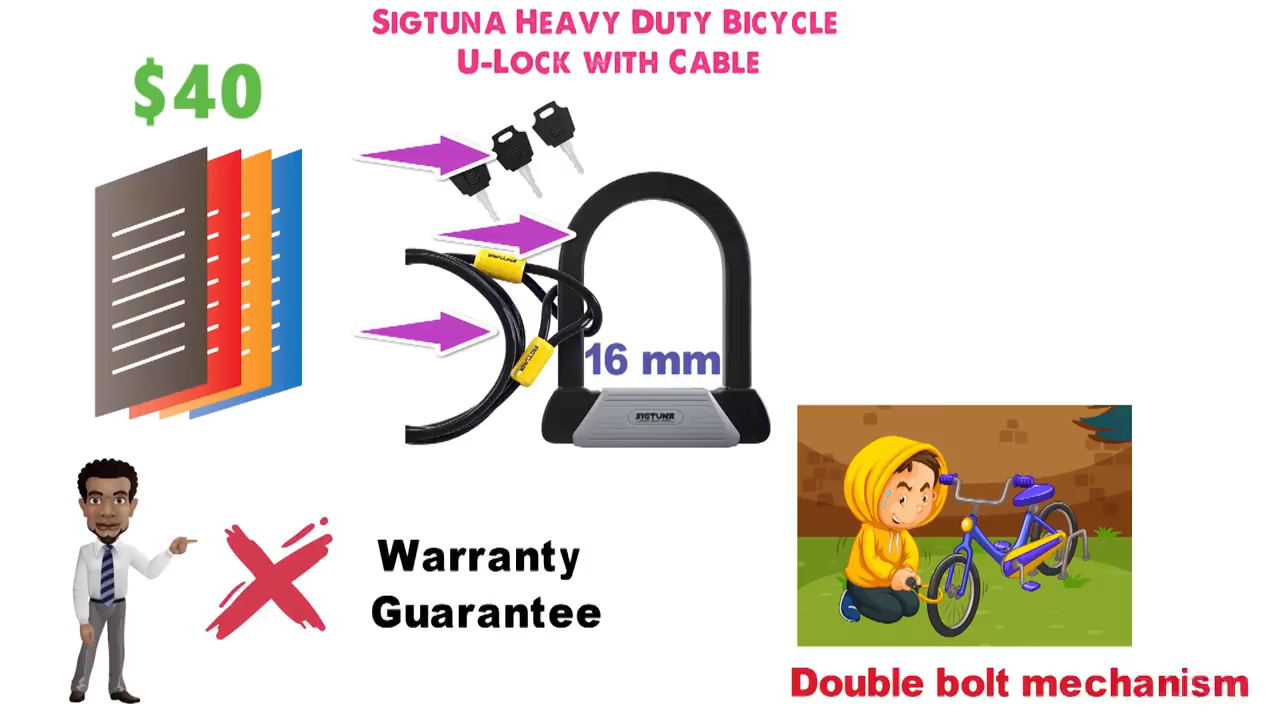 SIGTUNA HEAVY DUTY BICYCLE
U-LOCK WITH CABLE
$40
16 mm
SIGTUNA
Warranty
Guarantee
Double bolt mechanism